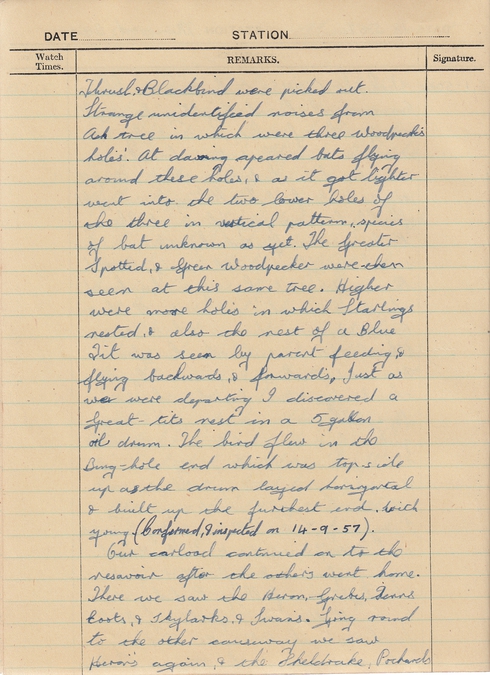 DATE STATION
Watch Times. REMARKS. Signature.
Thrush & Blackbird were picked out.
Strange unidentified noises from
Ash tree in which were three Woodpeckers
holes. At dawning apeared bats flying
around these holes, & as it got lighter
went into the two lower holes of
the three in vertical pattern, species
of bat unknown as yet. The Greater
Spotted, & Green Woodpecker were then
seen at this same tree. Higher
were more holes in which Starlings
nested, & also the nest of a Blue
Tit was seen by parent feeding, &
flying backwards, & forwards, Just as
we were departing I discovered a
Great-tits nest in a 5 gallon
oil drum. The bird flew in the
Bung-hole end which was top-side
up as the drum layed horizontal
& built up the furthest end with
young (Conformed, & inspected on 14-9-57).
Our carload continued on to the
resavoir after the others went home.
There we saw the Heron, Grebes, Terns
Coots, & Skylarks, & Swans. Going round
to the other causeway we saw
Heron's again, & the Sheldrake, Pochards